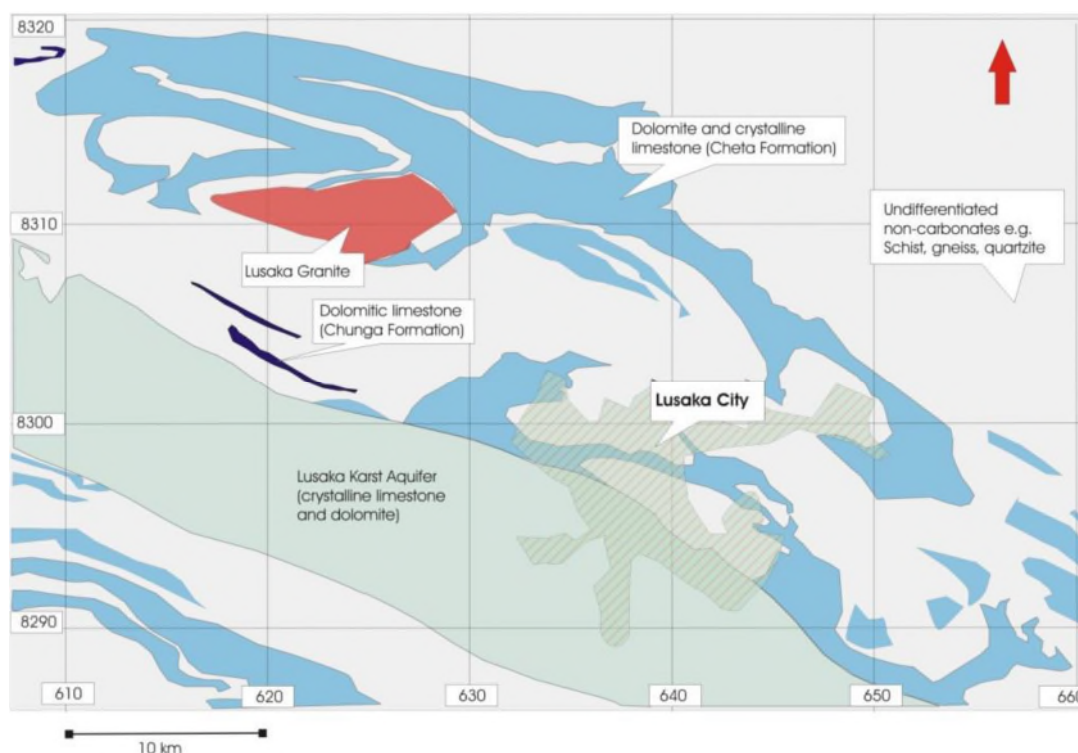 8320
Dolomite and crystalline
limestone (Cheta Formation)
Undifferentiated
non-carbonates e.g.
Schist, gneiss, quartzite
8310
Lusaka Granite
Dolomitic limestone
(Chunga Formation)
Lusaka City
8300
Lusaka Karst Aquifer
(crystalline limestone
and dolomite)
8290
610
620
630
640
650
660
10 km